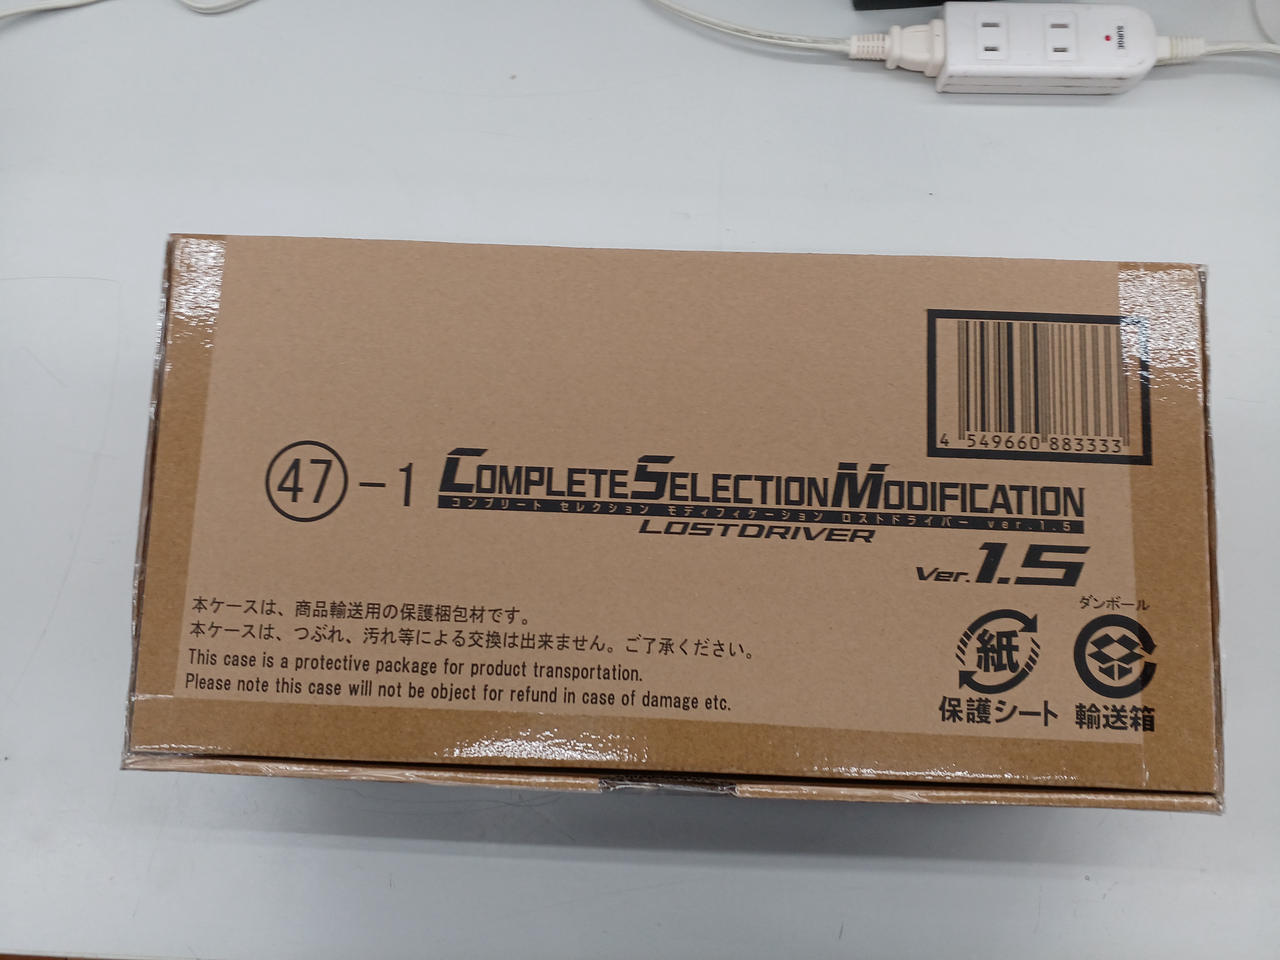 SURGE
4 549660 883333
㊼-1 COMPLETE SELECTION MODIFICATION
コンプリート セレクション モディフィケーション ロストドライバー ver.1.5
LOSTDRIVER
Ver.1.5
本ケースは、商品輸送用の保護梱包材です。
本ケースは、つぶれ、汚れ等による交換は出来ません。ご了承ください。
This case is a protective package for product transportation.
Please note this case will not be object for refund in case of damage etc.
紙
保護シート
ダンボール
輸送箱